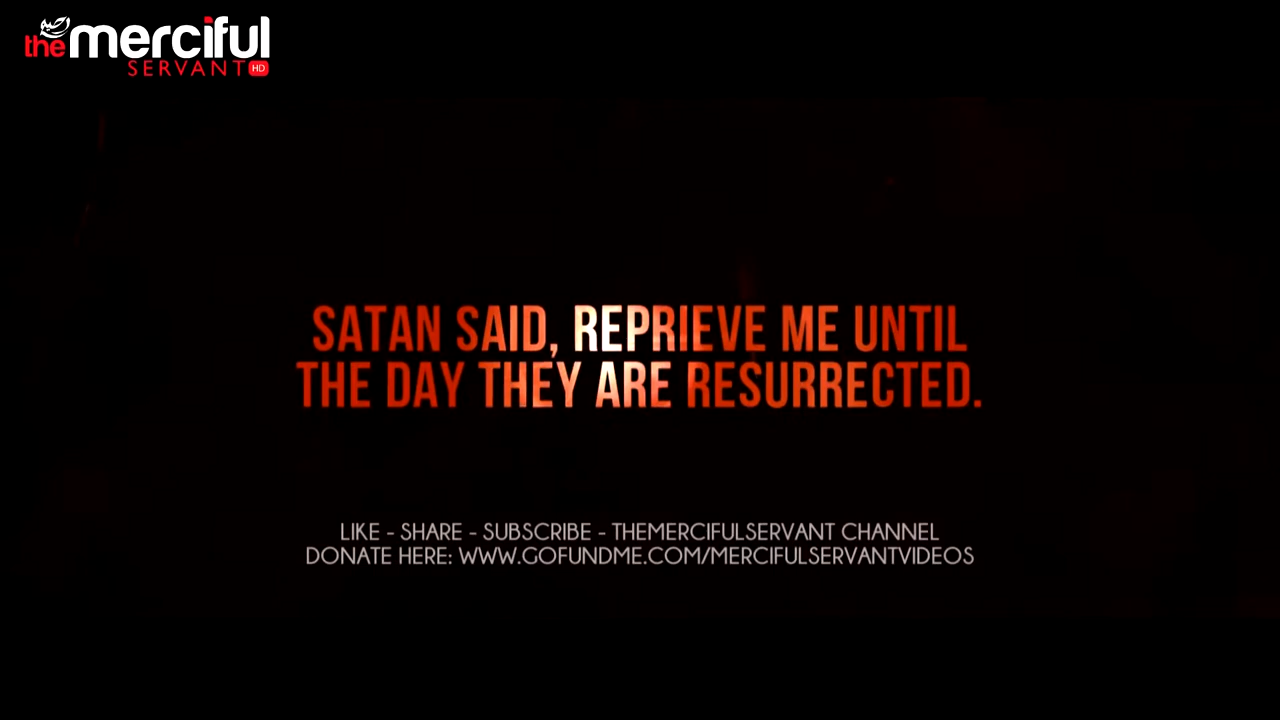 the merciful
SERVANT HD
SATAN SAID, REPRIEVE ME UNTIL
THE DAY THEY ARE RESURRECTED.
LIKE - SHARE - SUBSCRIBE - THEMERCIFULSERVANT CHANNEL
DONATE HERE: WWW.GOFUNDME.COM/MERCIFULSERVANTVIDEOS